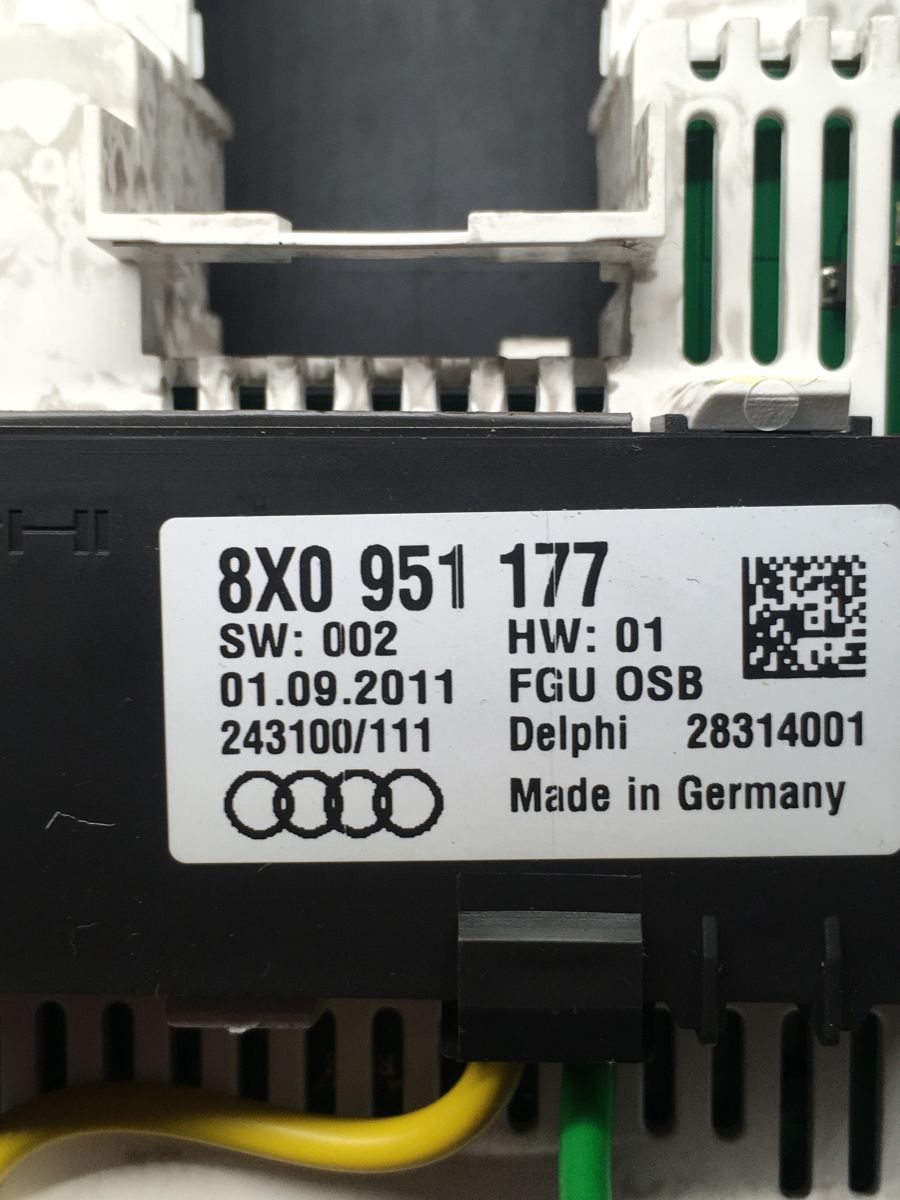 8X0 951 177
SW: 002 HW: 01
01.09.2011 FGU OSB
243100/111 Delphi 28314001
Made in Germany